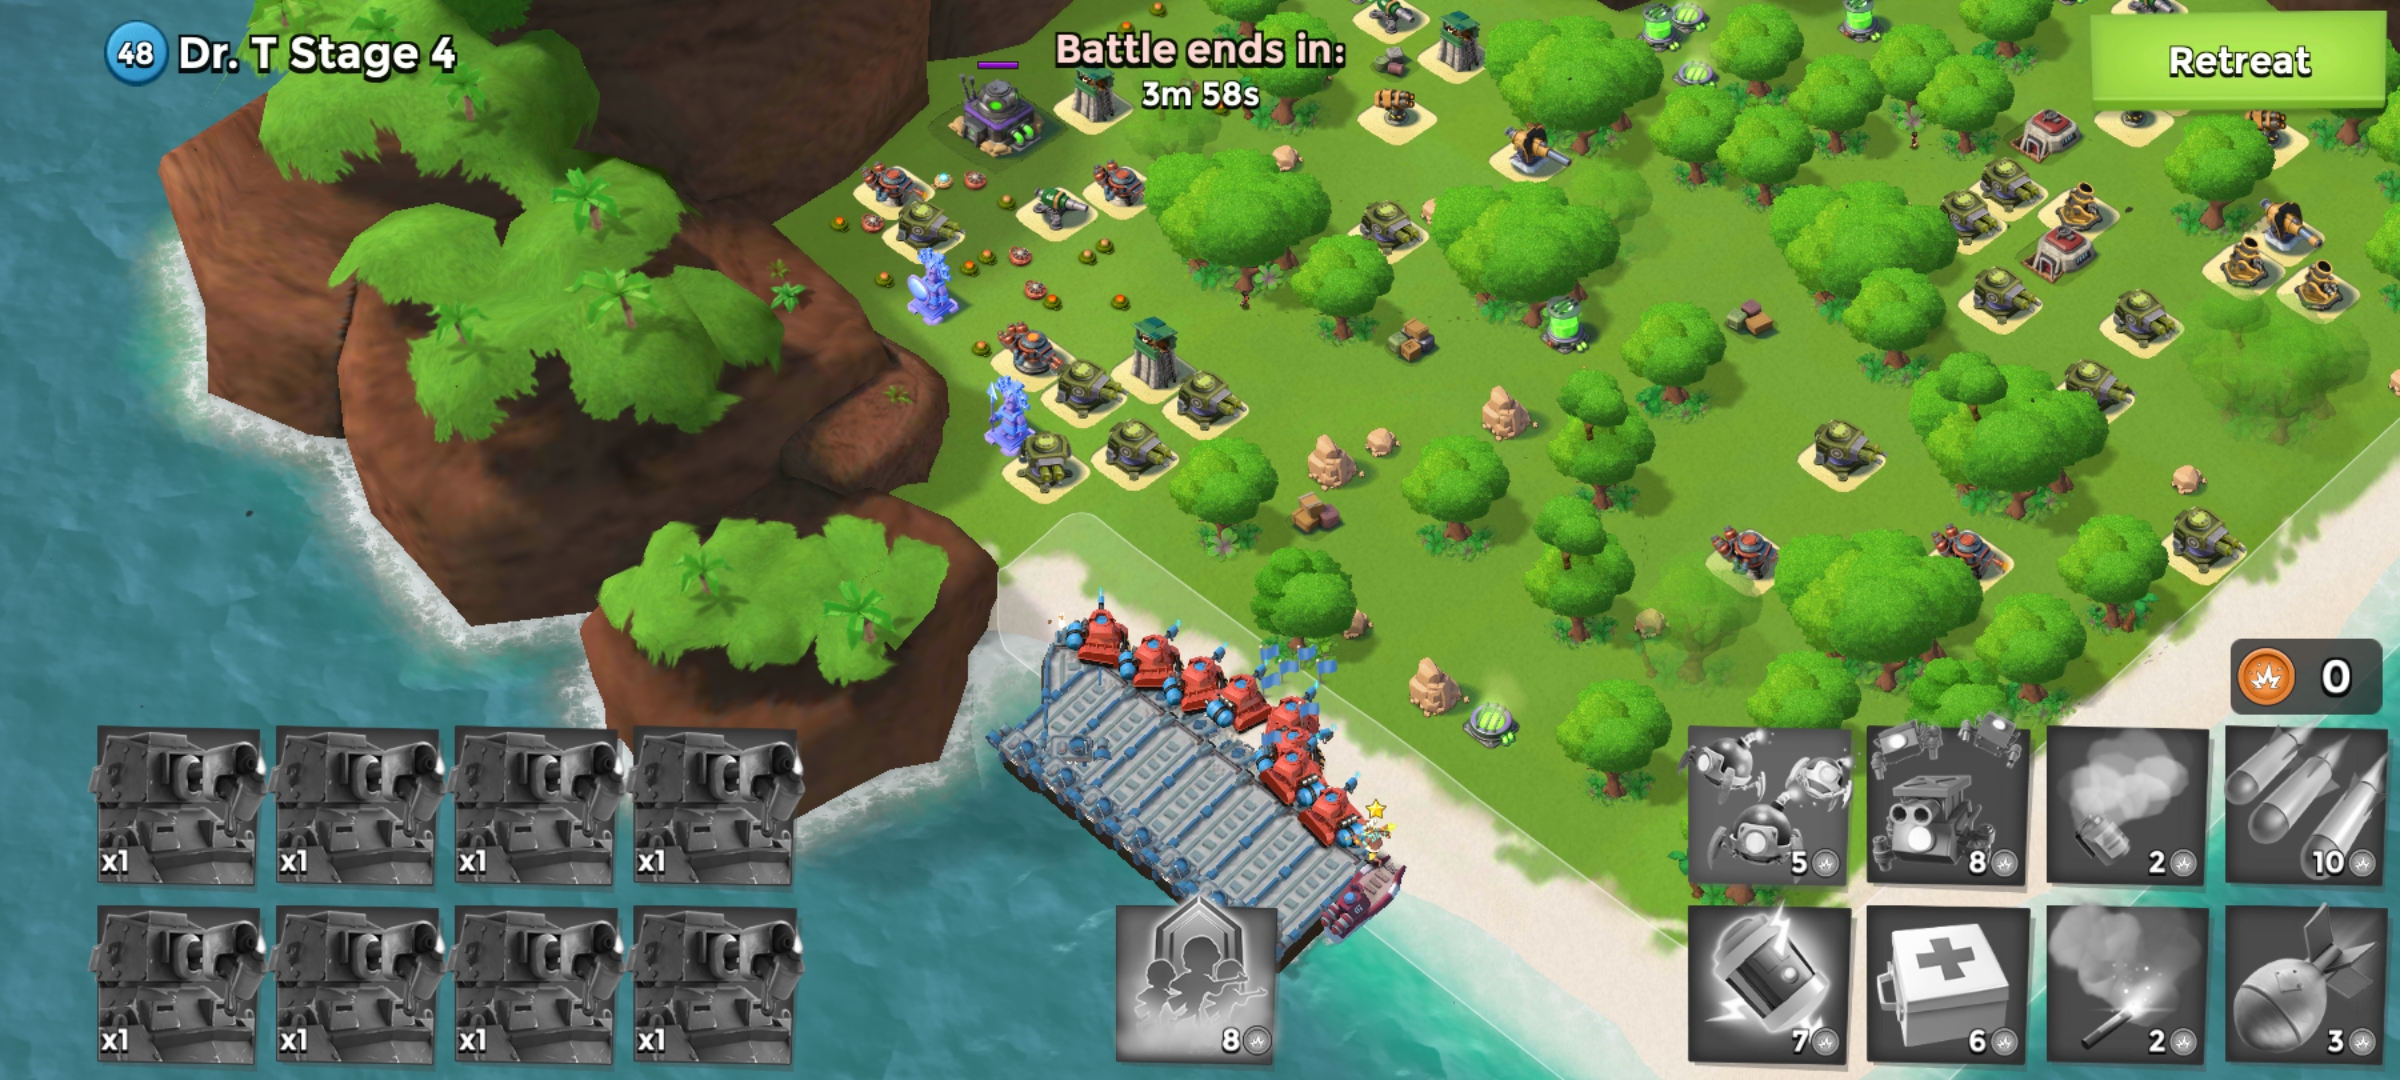 48 Dr. T Stage 4
Battle ends in:
3m 58s
Retreat
0
x1 x1 x1 x1
5 8 2 10
x1 x1 x1 x1
8
7 6 2 3